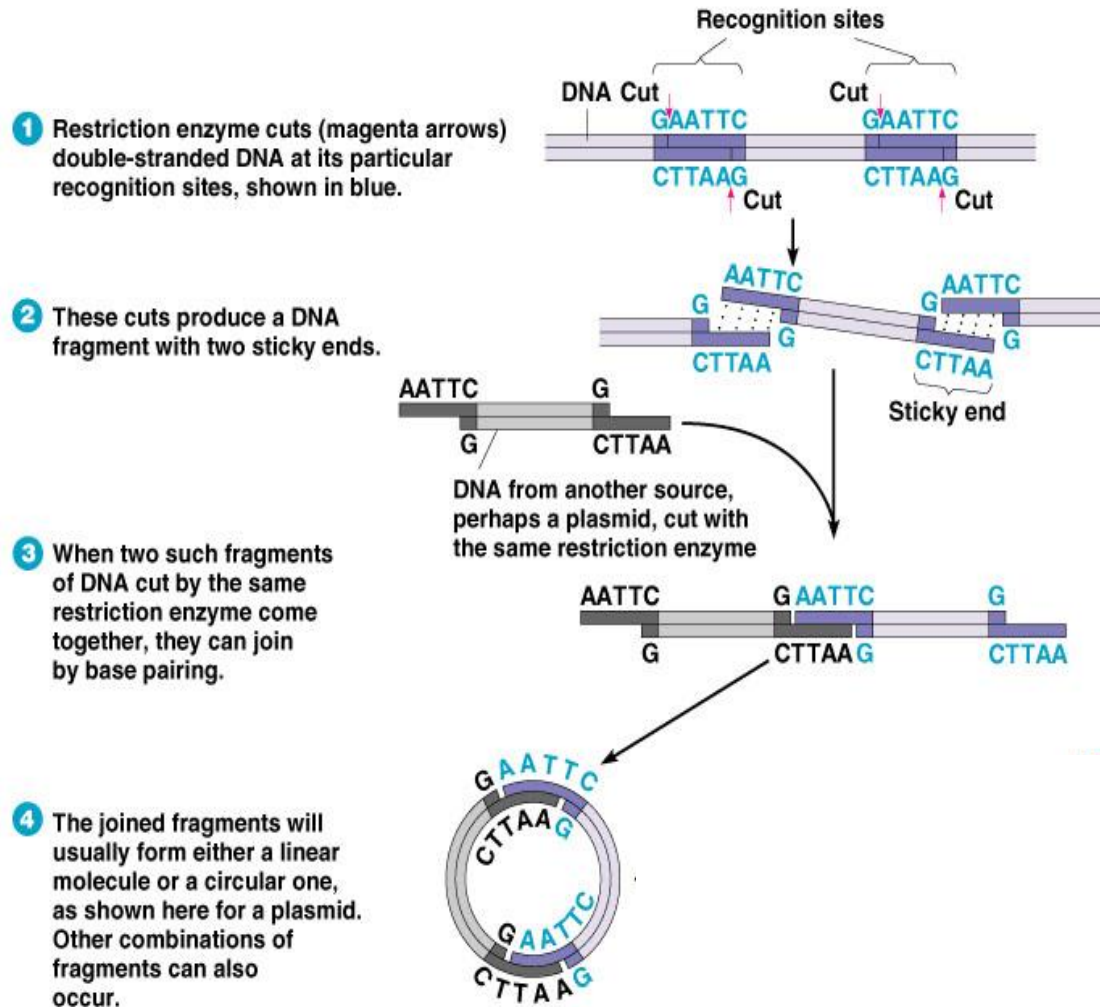 Recognition sites
DNA Cut Cut
GAATTC GAATTC
1 Restriction enzyme cuts (magenta arrows)
double-stranded DNA at its particular
recognition sites, shown in blue.
CTTAAG CTTAAG
Cut Cut
AATTC AATTC
G G
2 These cuts produce a DNA
fragment with two sticky ends.
G G
CTTAA CTTAA
Sticky end
AATTC G
G CTTAA
DNA from another source,
perhaps a plasmid, cut with
the same restriction enzyme
3 When two such fragments
of DNA cut by the same
restriction enzyme come
together, they can join
by base pairing.
AATTC G AATTC G
G CTTAAG CTTAA
GAATTC
CTTAAG
4 The joined fragments will
usually form either a linear
molecule or a circular one,
as shown here for a plasmid.
Other combinations of
fragments can also
occur.
GAATTC
CTTAAG